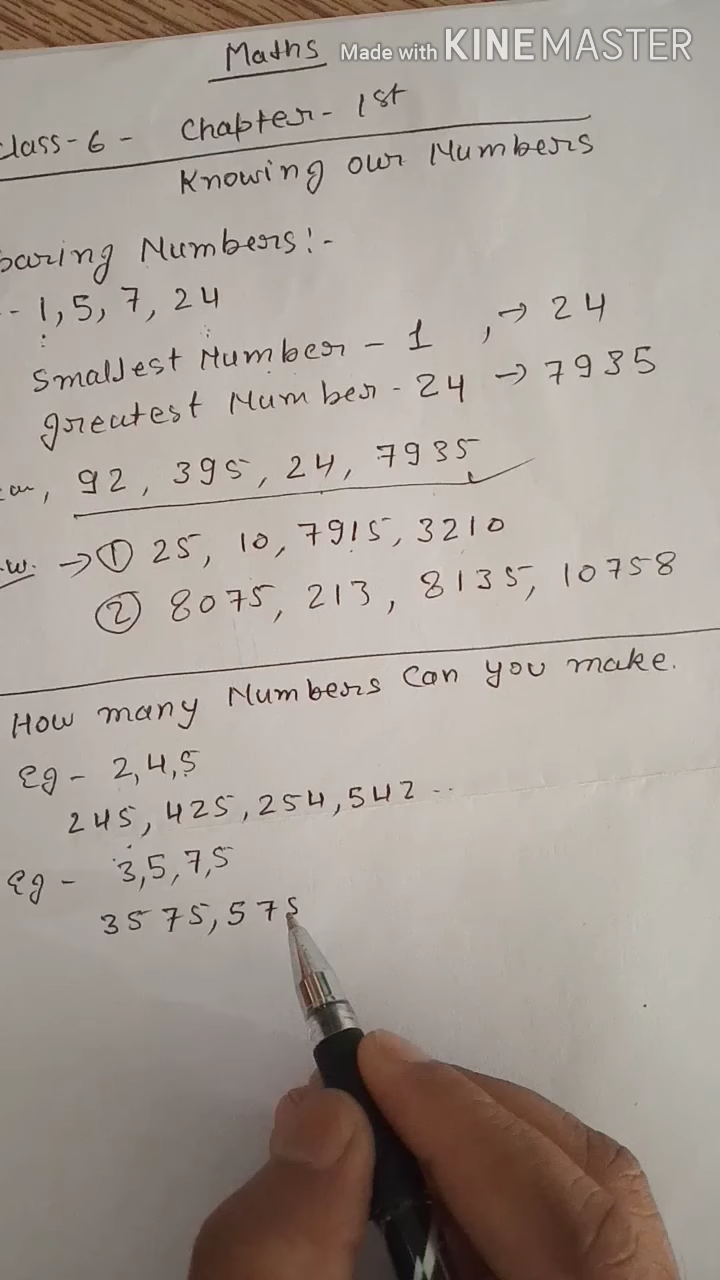 Maths
Made with KINEMASTER
lass-6 - Chapter - 1st
Knowing our Numbers
paring Numbers:-
- 1, 5, 7, 24
Smallest Number - 1 , → 24
greatest Number - 24 → 7935
, 92, 395, 24, 7935
.w. → ① 25, 10, 7915, 3210
② 8075, 213, 8135, 10758
How many Numbers Can you make.
Eg - 2,4,5
245, 425, 254, 542 ..
Eg - 3,5,7,5
3575, 575